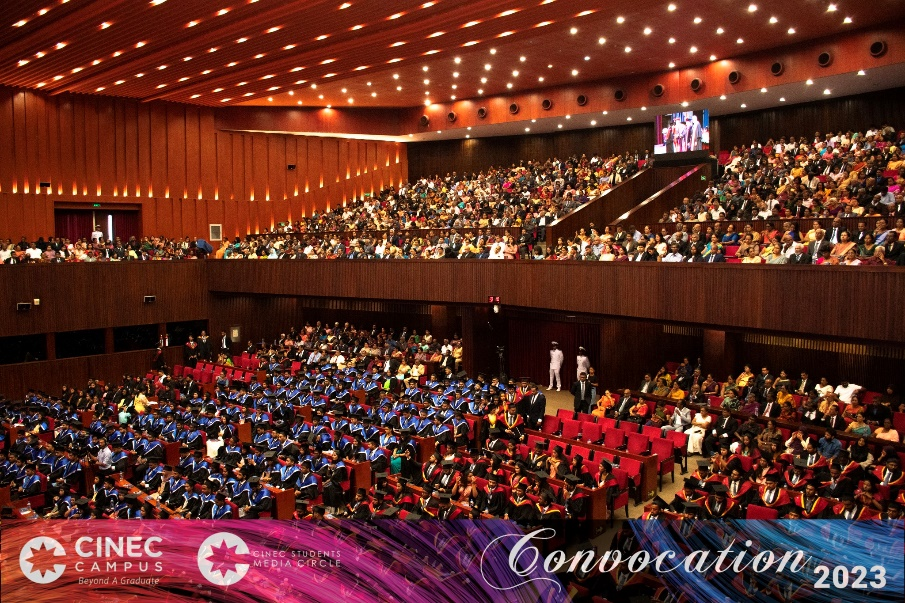 CINEC
CAMPUS
Beyond A Graduate
CINEC STUDENTS
MEDIA CIRCLE
Convocation
2023